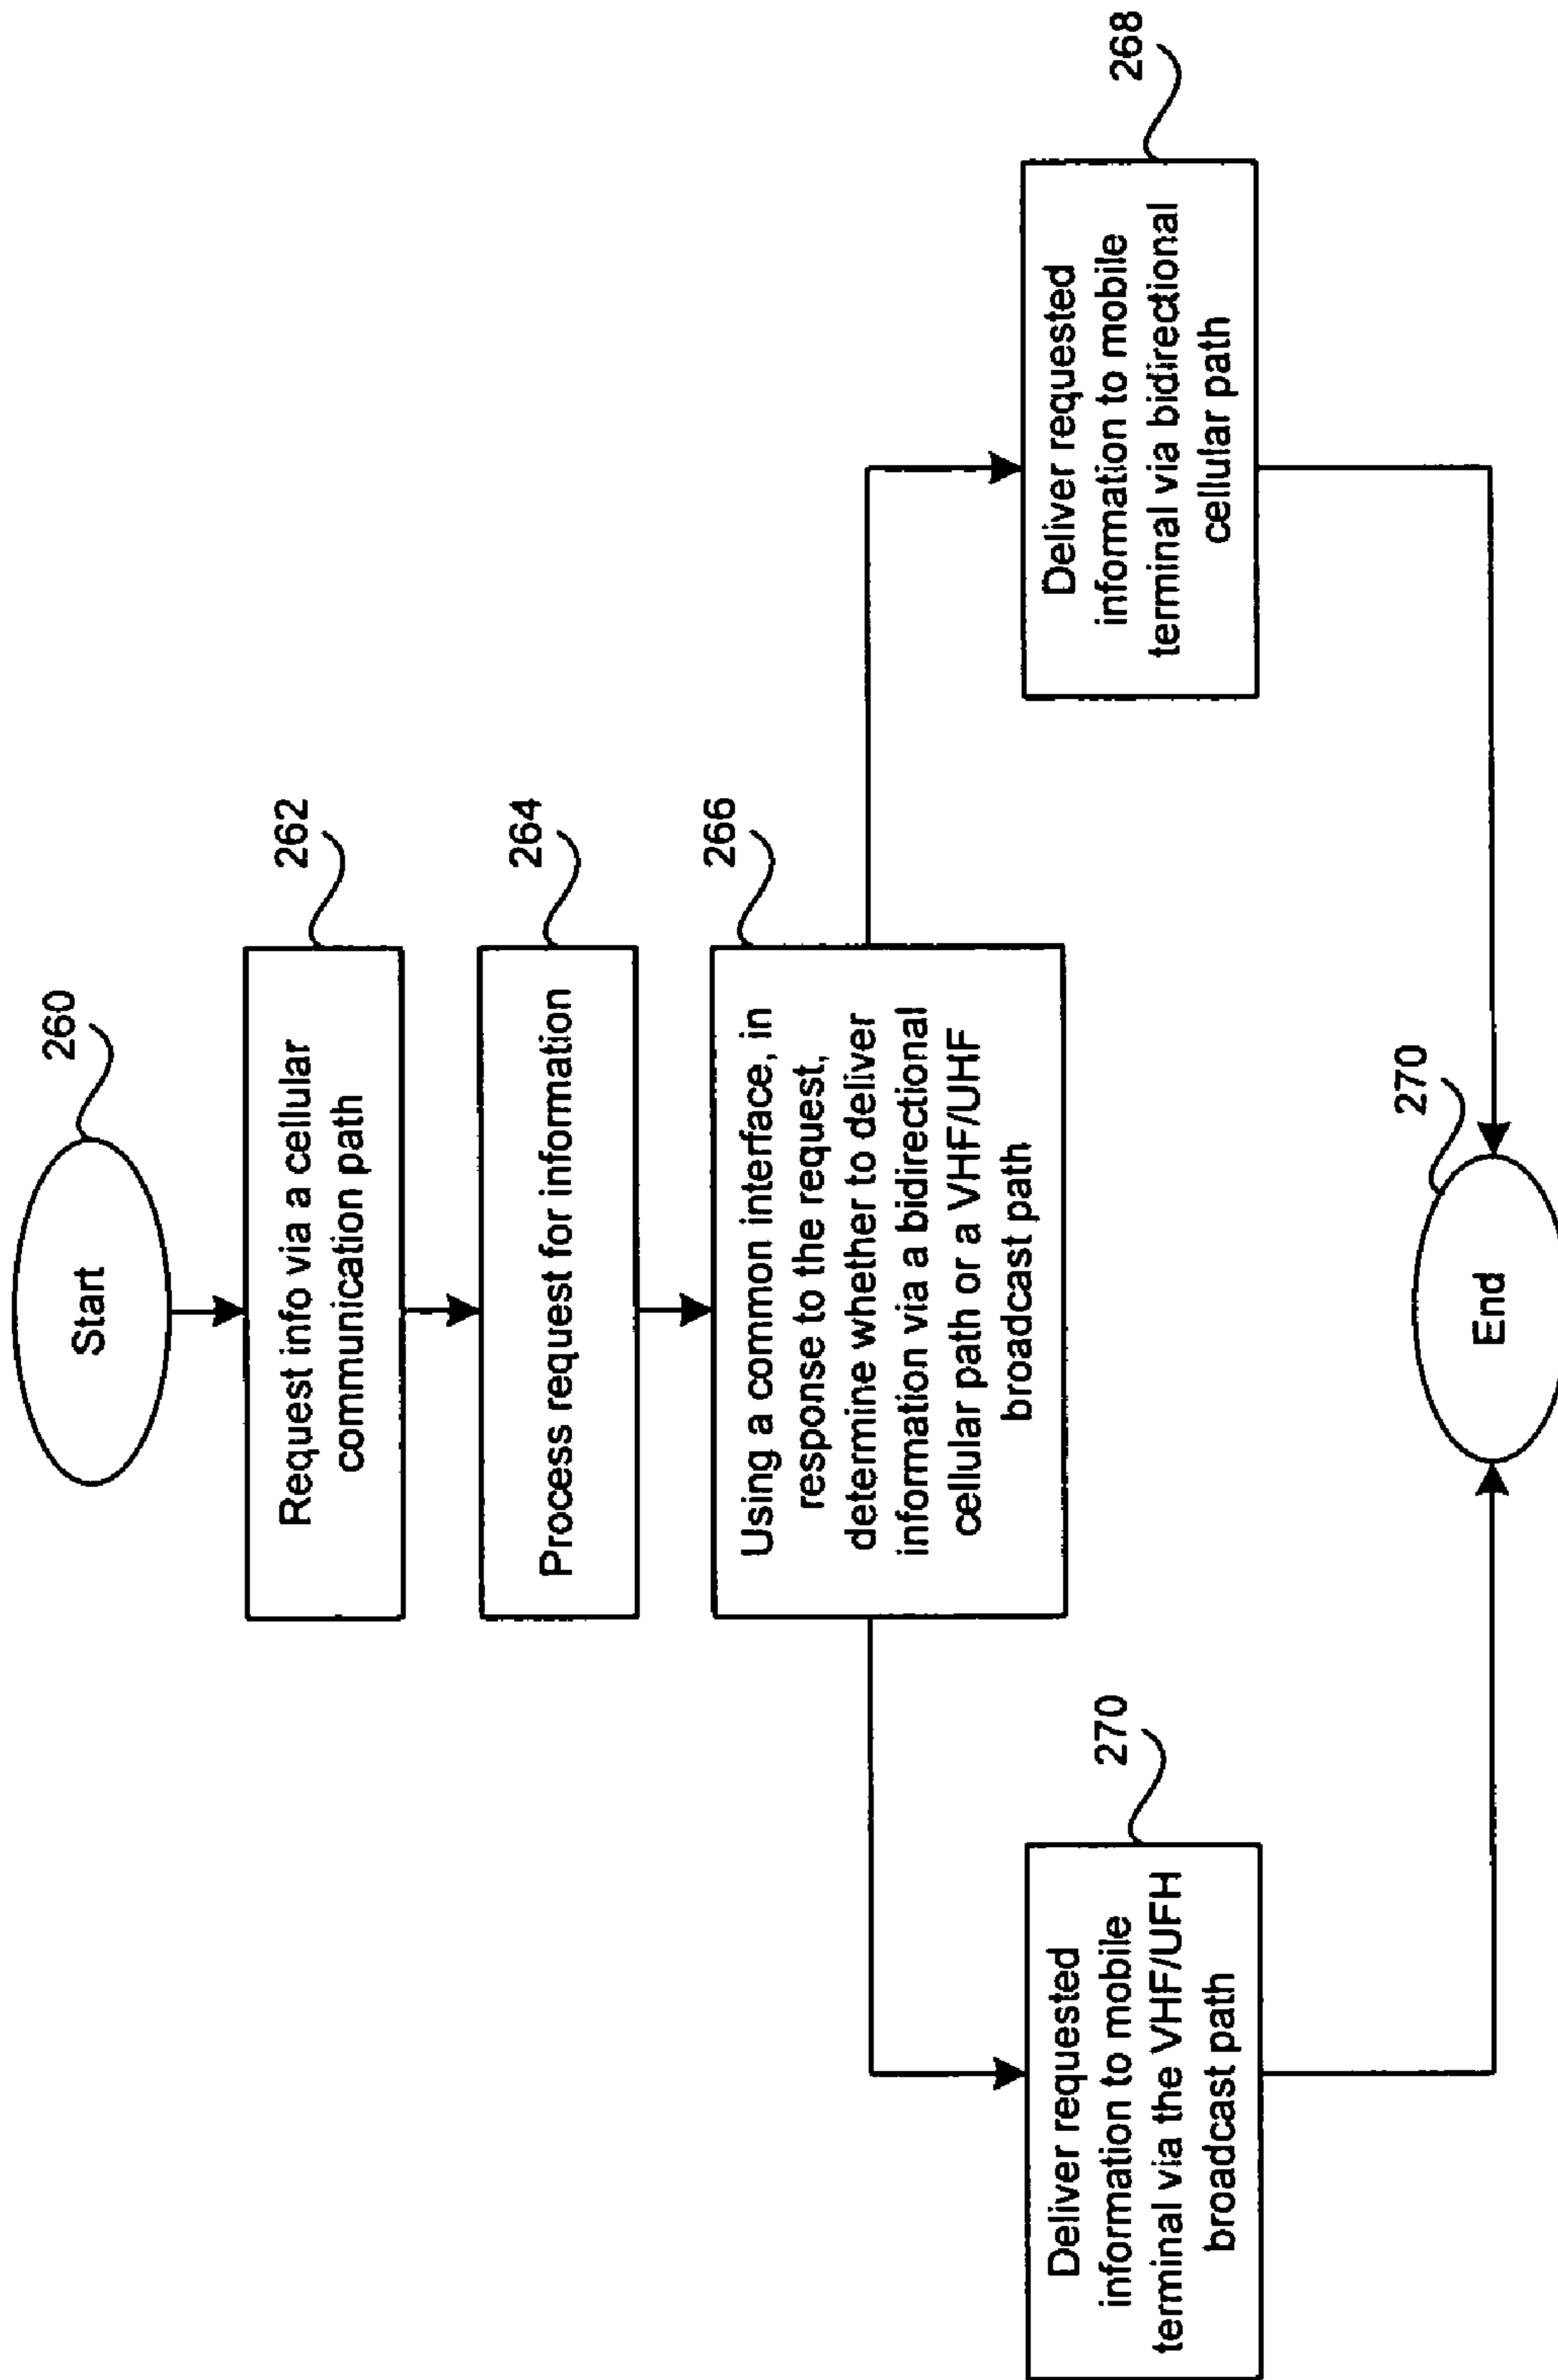 260
Start
262
Request info via a cellular
communication path
264
Process request for information
266
Using a common interface, in
response to the request,
determine whether to deliver
information via a bidirectional
cellular path or a VHF/UHF
broadcast path
270
Deliver requested
information to mobile
terminal via the VHF/UFH
broadcast path
268
Deliver requested
information to mobile
terminal via bidirectional
cellular path
270
End